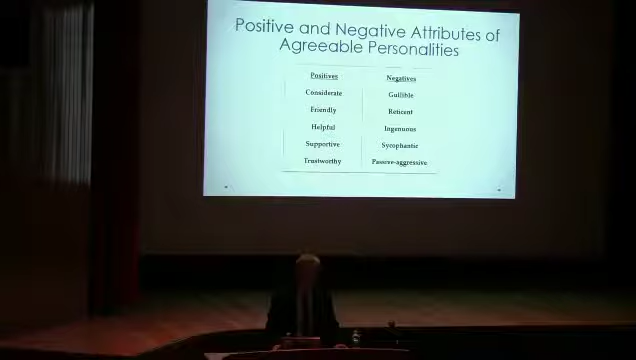 Positive and Negative Attributes of
Agreeable Personalities
Positives Negatives
Considerate Gullible
Friendly Reticent
Helpful Ingenuous
Supportive Sycophantic
Trustworthy Passive-aggressive